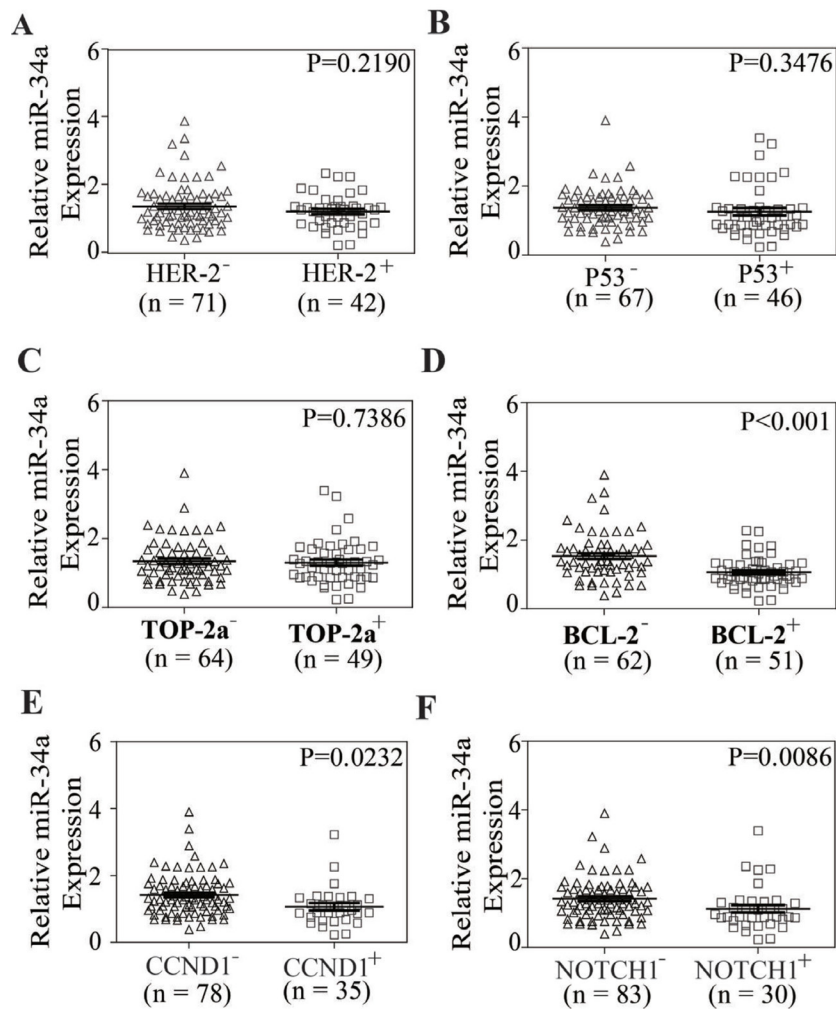 A
Relative miR-34a
Expression
6
4
2
0
P=0.2190
HER-2⁻
(n = 71)
HER-2⁺
(n = 42)
B
Relative miR-34a
Expression
6
4
2
0
P=0.3476
P53⁻
(n = 67)
P53⁺
(n = 46)
C
Relative miR-34a
Expression
6
4
2
0
P=0.7386
TOP-2a⁻
(n = 64)
TOP-2a⁺
(n = 49)
D
Relative miR-34a
Expression
6
4
2
0
P<0.001
BCL-2⁻
(n = 62)
BCL-2⁺
(n = 51)
E
Relative miR-34a
Expression
6
4
2
0
P=0.0232
CCND1⁻
(n = 78)
CCND1⁺
(n = 35)
F
Relative miR-34a
Expression
6
4
2
0
P=0.0086
NOTCH1⁻
(n = 83)
NOTCH1⁺
(n = 30)